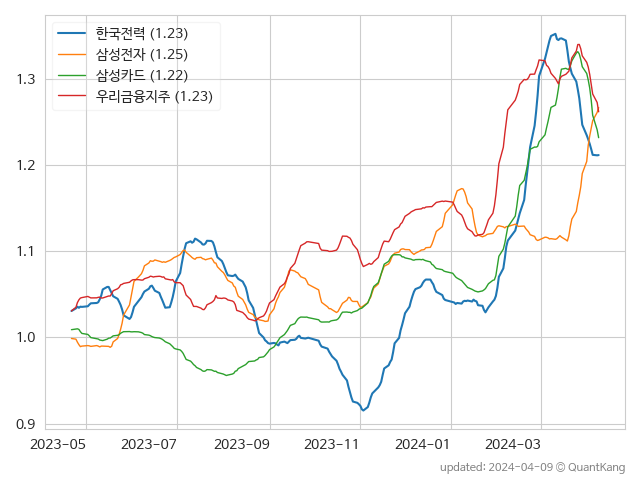 한국전력 (1.23)
삼성전자 (1.25)
삼성카드 (1.22)
우리금융지주 (1.23)
1.3
1.2
1.1
1.0
0.9
2023-05 2023-07 2023-09 2023-11 2024-01 2024-03
updated: 2024-04-09 © QuantKang